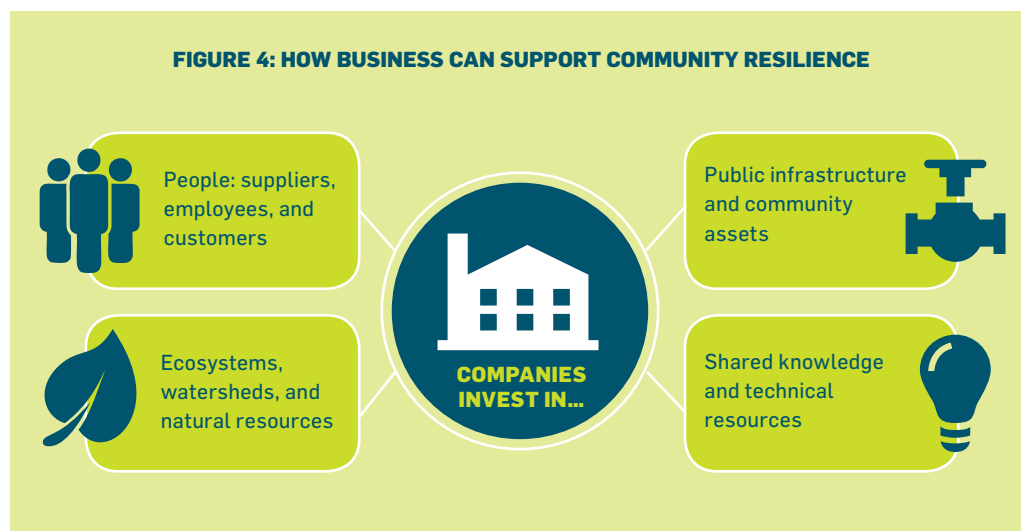 FIGURE 4: HOW BUSINESS CAN SUPPORT COMMUNITY RESILIENCE
People: suppliers,
employees, and
customers
Ecosystems,
watersheds, and
natural resources
COMPANIES
INVEST IN...
Public infrastructure
and community
assets
Shared knowledge
and technical
resources